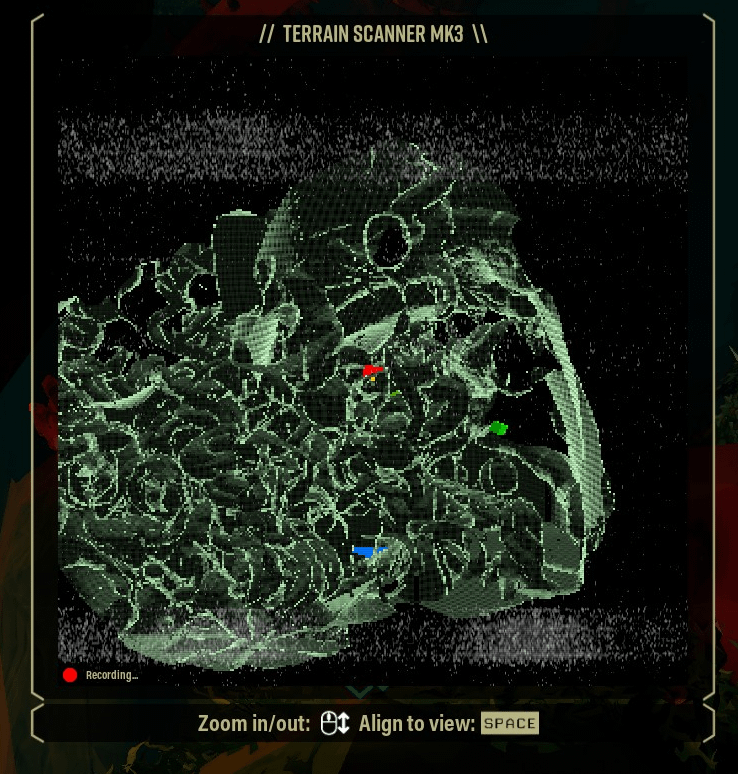 // TERRAIN SCANNER MK3 \\
Recording...
Zoom in/out: Align to view: SPACE